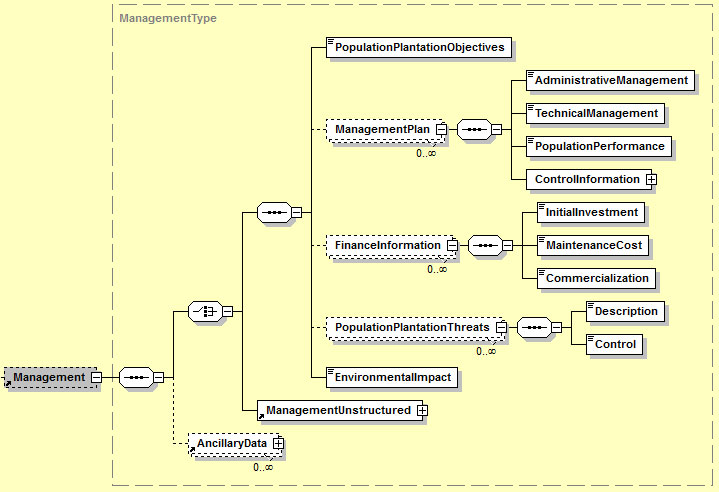 ManagementType
PopulationPlantationObjectives
AdministrativeManagement
TechnicalManagement
ManagementPlan
0..∞
PopulationPerformance
ControlInformation
InitialInvestment
FinanceInformation
0..∞
MaintenanceCost
Commercialization
Description
PopulationPlantationThreats
0..∞
Control
Management
EnvironmentalImpact
ManagementUnstructured
AncillaryData
0..∞